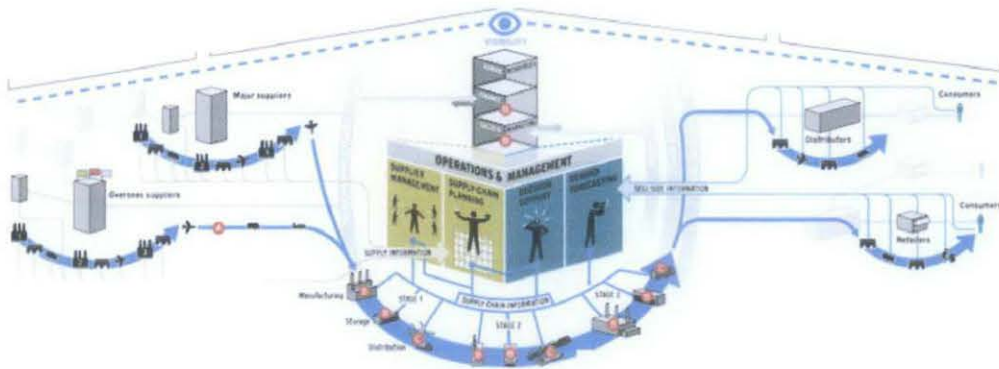 VISIBILITY
Major suppliers
Consumers
Distributors
OPERATIONS & MANAGEMENT
SUPPLIER
MANAGEMENT
SUPPLY-CHAIN
PLANNING
DECISION
SUPPORT
DEMAND
FORECASTING
Overseas suppliers
SELL-SIDE INFORMATION
Consumers
Retailers
SUPPLY INFORMATION
Manufacturing
STAGE 1
SUPPLY-CHAIN INFORMATION
STAGE 3
Storage
STAGE 2
Distribution